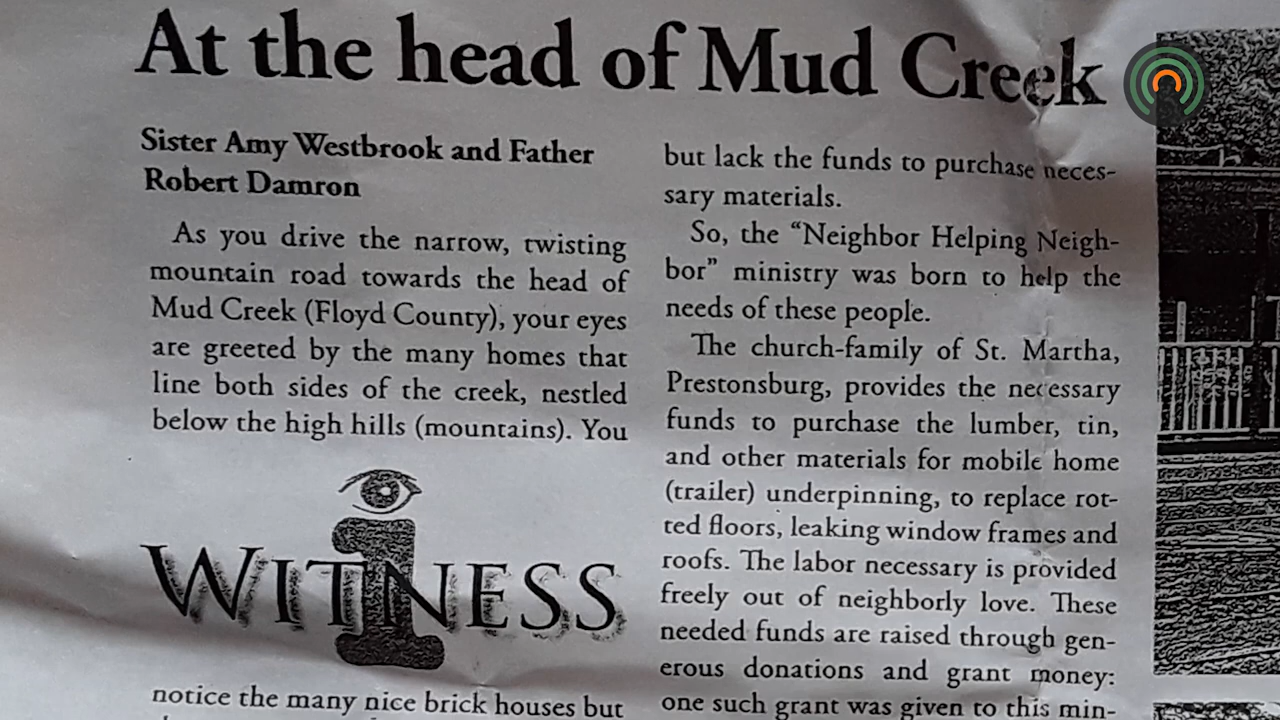 At the head of Mud Creek
Sister Amy Westbrook and Father
Robert Damron
As you drive the narrow, twisting
mountain road towards the head of
Mud Creek (Floyd County), your eyes
are greeted by the many homes that
line both sides of the creek, nestled
below the high hills (mountains). You
WITNESS
notice the many nice brick houses but
but lack the funds to purchase neces-
sary materials.
So, the “Neighbor Helping Neigh-
bor” ministry was born to help the
needs of these people.
The church-family of St. Martha,
Prestonsburg, provides the necessary
funds to purchase the lumber, tin,
and other materials for mobile home
(trailer) underpinning, to replace rot-
ted floors, leaking window frames and
roofs. The labor necessary is provided
freely out of neighborly love. These
needed funds are raised through gen-
erous donations and grant money:
one such grant was given to this min-